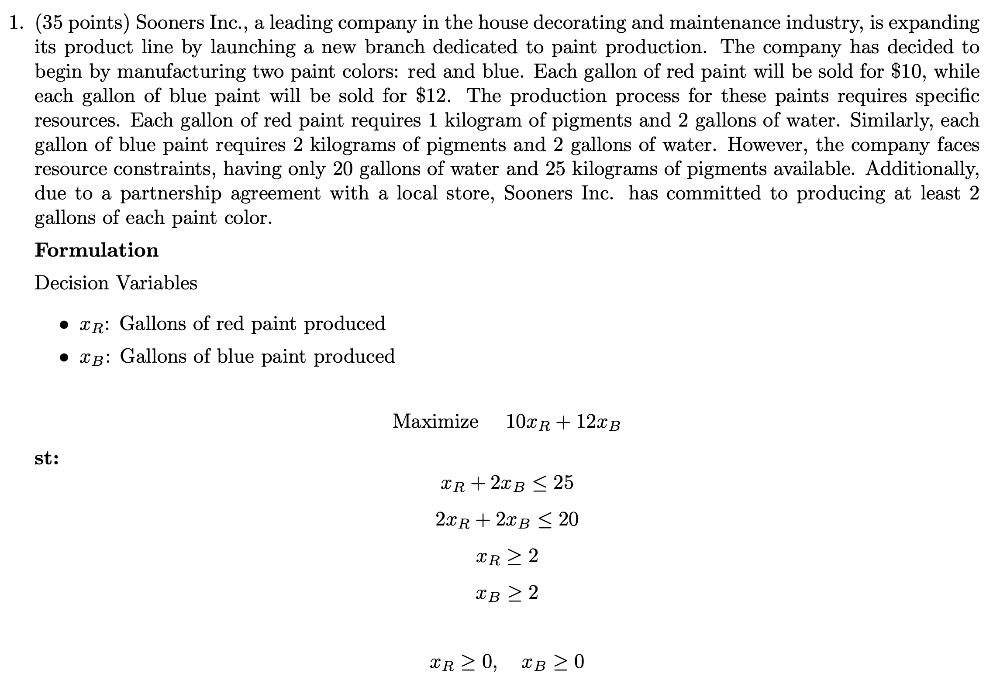 1. (35 points) Sooners Inc., a leading company in the house decorating and maintenance industry, is expanding
its product line by launching a new branch dedicated to paint production. The company has decided to
begin by manufacturing two paint colors: red and blue. Each gallon of red paint will be sold for $10, while
each gallon of blue paint will be sold for $12. The production process for these paints requires specific
resources. Each gallon of red paint requires 1 kilogram of pigments and 2 gallons of water. Similarly, each
gallon of blue paint requires 2 kilograms of pigments and 2 gallons of water. However, the company faces
resource constraints, having only 20 gallons of water and 25 kilograms of pigments available. Additionally,
due to a partnership agreement with a local store, Sooners Inc. has committed to producing at least 2
gallons of each paint color.
Formulation
Decision Variables
• x_R: Gallons of red paint produced
• x_B: Gallons of blue paint produced
Maximize 10x_R + 12x_B
st:
x_R + 2x_B ≤ 25
2x_R + 2x_B ≤ 20
x_R ≥ 2
x_B ≥ 2
x_R ≥ 0, x_B ≥ 0